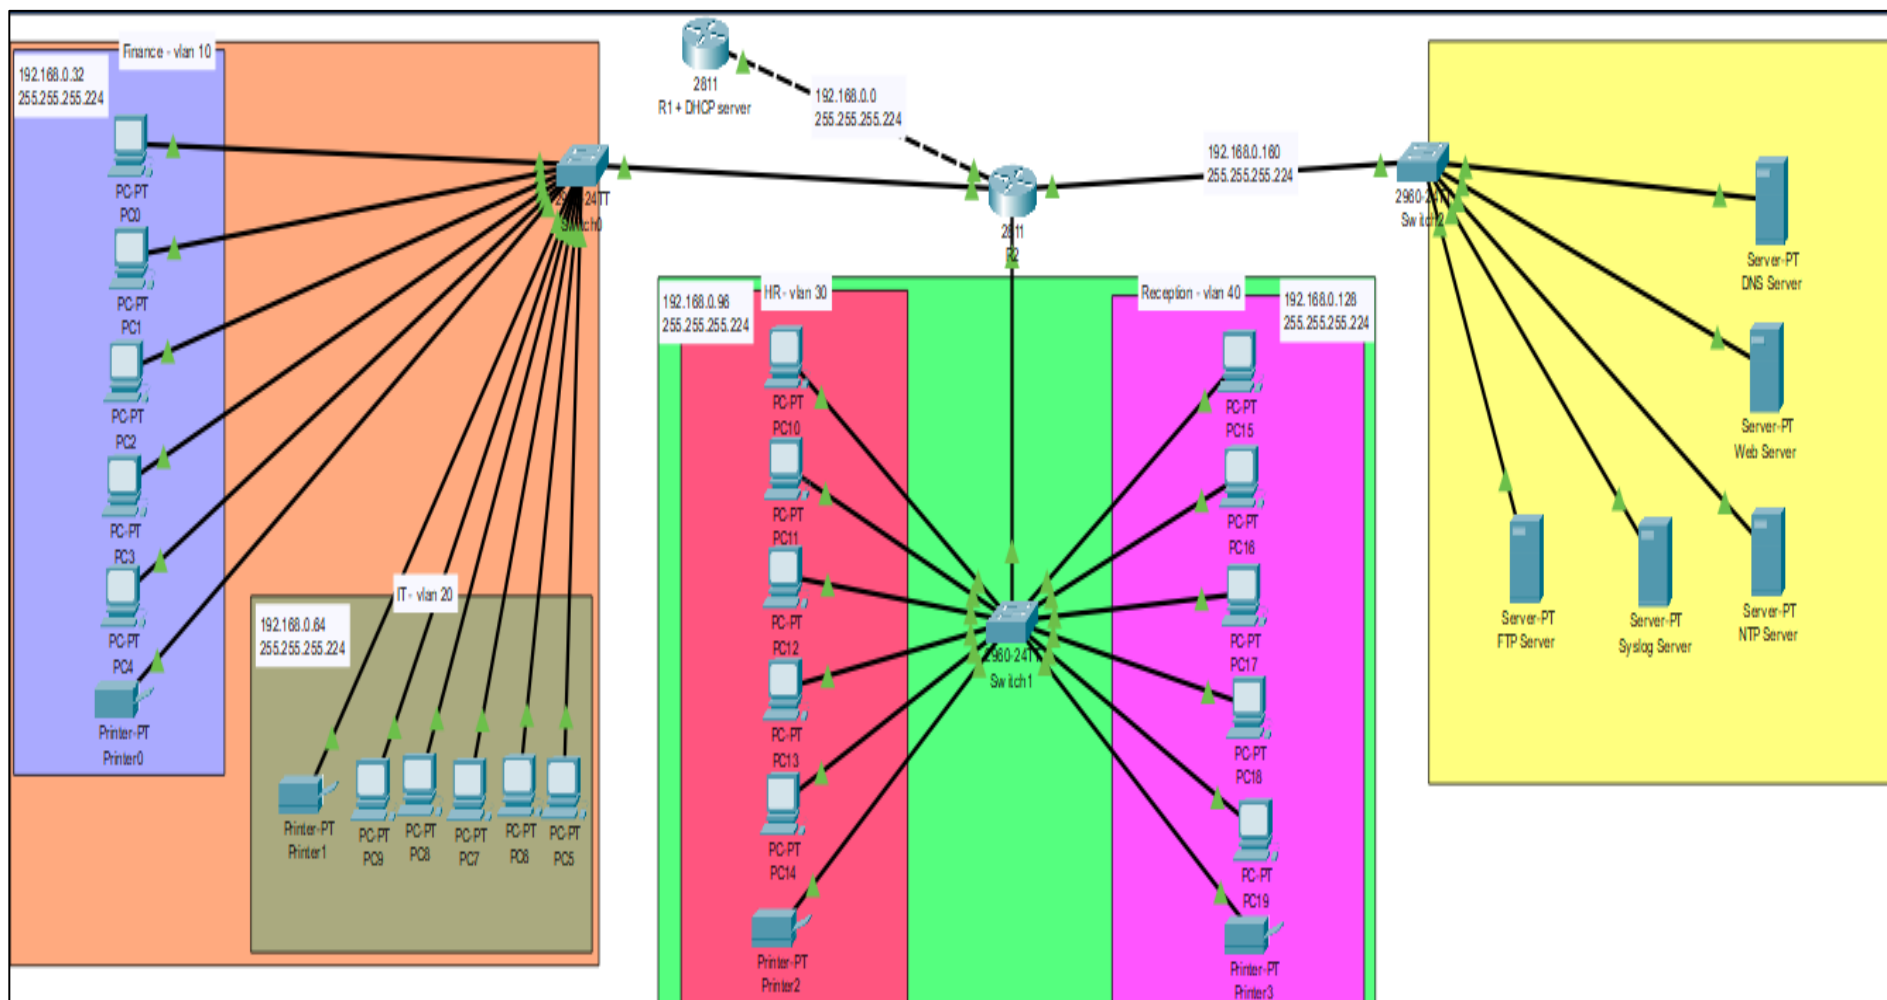 Finance - vlan 10
192.168.0.32
255.255.255.224
PC-PT
PC0
PC-PT
PC1
PC-PT
PC2
PC-PT
PC3
PC-PT
PC4
Printer-PT
Printer0
IT - vlan 20
192.168.0.64
255.255.255.224
Printer-PT
Printer1
PC-PT
PC9
PC-PT
PC8
PC-PT
PC7
PC-PT
PC6
PC-PT
PC5
2960-24TT
Switch0
2811
R1 + DHCP server
192.168.0.0
255.255.255.224
2811
R2
192.168.0.160
255.255.255.224
HR - vlan 30
192.168.0.96
255.255.255.224
PC-PT
PC10
PC-PT
PC11
PC-PT
PC12
PC-PT
PC13
PC-PT
PC14
Printer-PT
Printer2
2960-24TT
Switch1
Reception - vlan 40
192.168.0.128
255.255.255.224
PC-PT
PC15
PC-PT
PC16
PC-PT
PC17
PC-PT
PC18
PC-PT
PC19
Printer-PT
Printer3
2960-24TT
Switch2
Server-PT
DNS Server
Server-PT
Web Server
Server-PT
FTP Server
Server-PT
Syslog Server
Server-PT
NTP Server